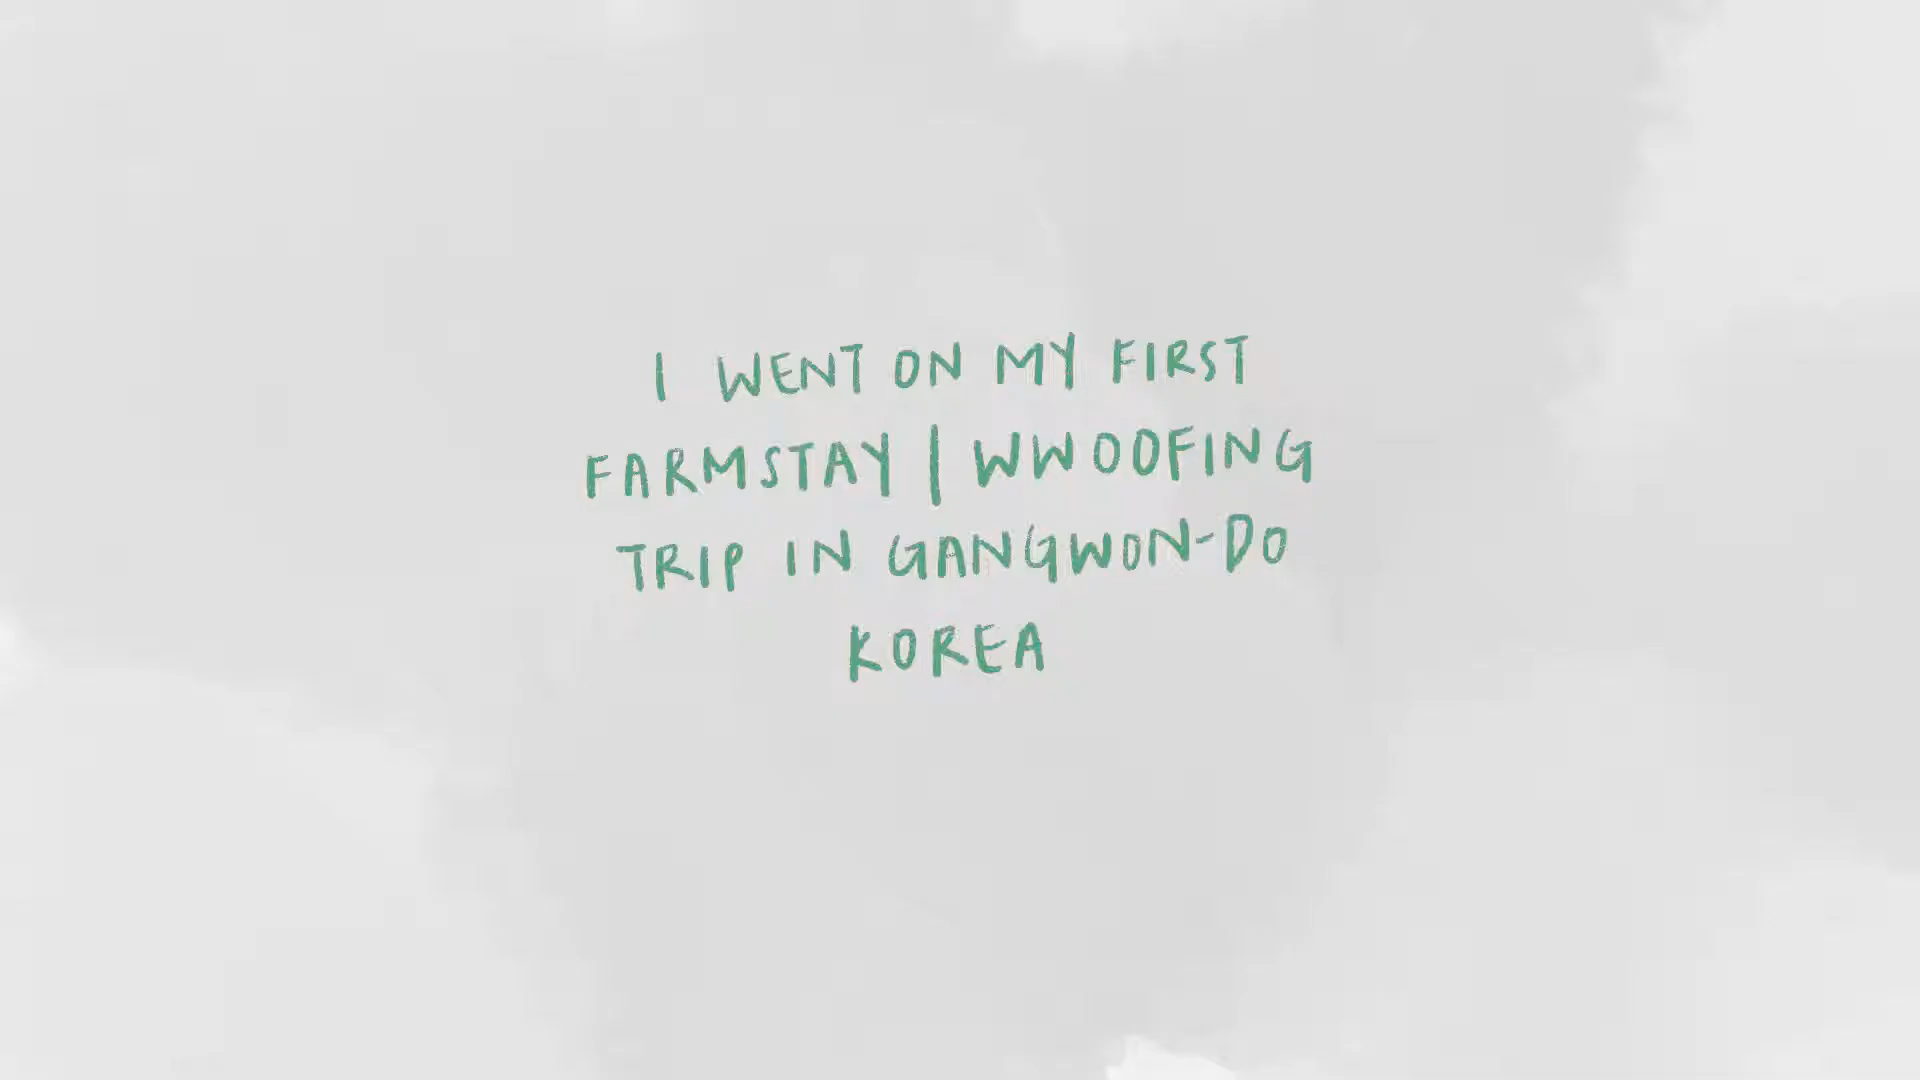 I WENT ON MY FIRST
FARMSTAY | WWOOFING
TRIP IN GANGWON-DO
KOREA